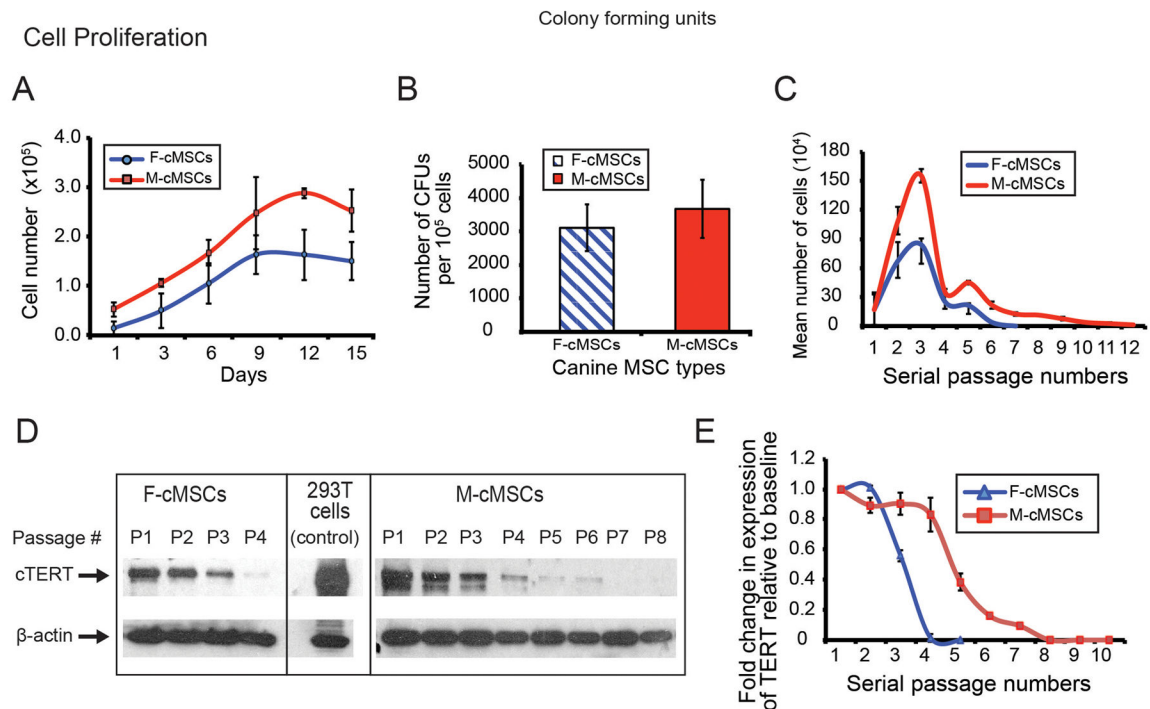 Colony forming units
Cell Proliferation
A
Cell number (x10⁵)
4.0
3.0
2.0
1.0
0.0
F-cMSCs
M-cMSCs
1 3 6 9 12 15
Days
B
Number of CFUs
per 10⁵ cells
5000
4000
3000
2000
1000
0
F-cMSCs
M-cMSCs
F-cMSCs M-cMSCs
Canine MSC types
C
Mean number of cells (10⁴)
180
150
120
90
60
30
0
F-cMSCs
M-cMSCs
1 2 3 4 5 6 7 8 9 10 11 12
Serial passage numbers
D
F-cMSCs
293T
cells
(control)
M-cMSCs
Passage # P1 P2 P3 P4 P1 P2 P3 P4 P5 P6 P7 P8
cTERT
β-actin
E
Fold change in expression
of TERT relative to baseline
1.2
1.0
0.8
0.6
0.4
0.2
0
F-cMSCs
M-cMSCs
1 2 3 4 5 6 7 8 9 10
Serial passage numbers